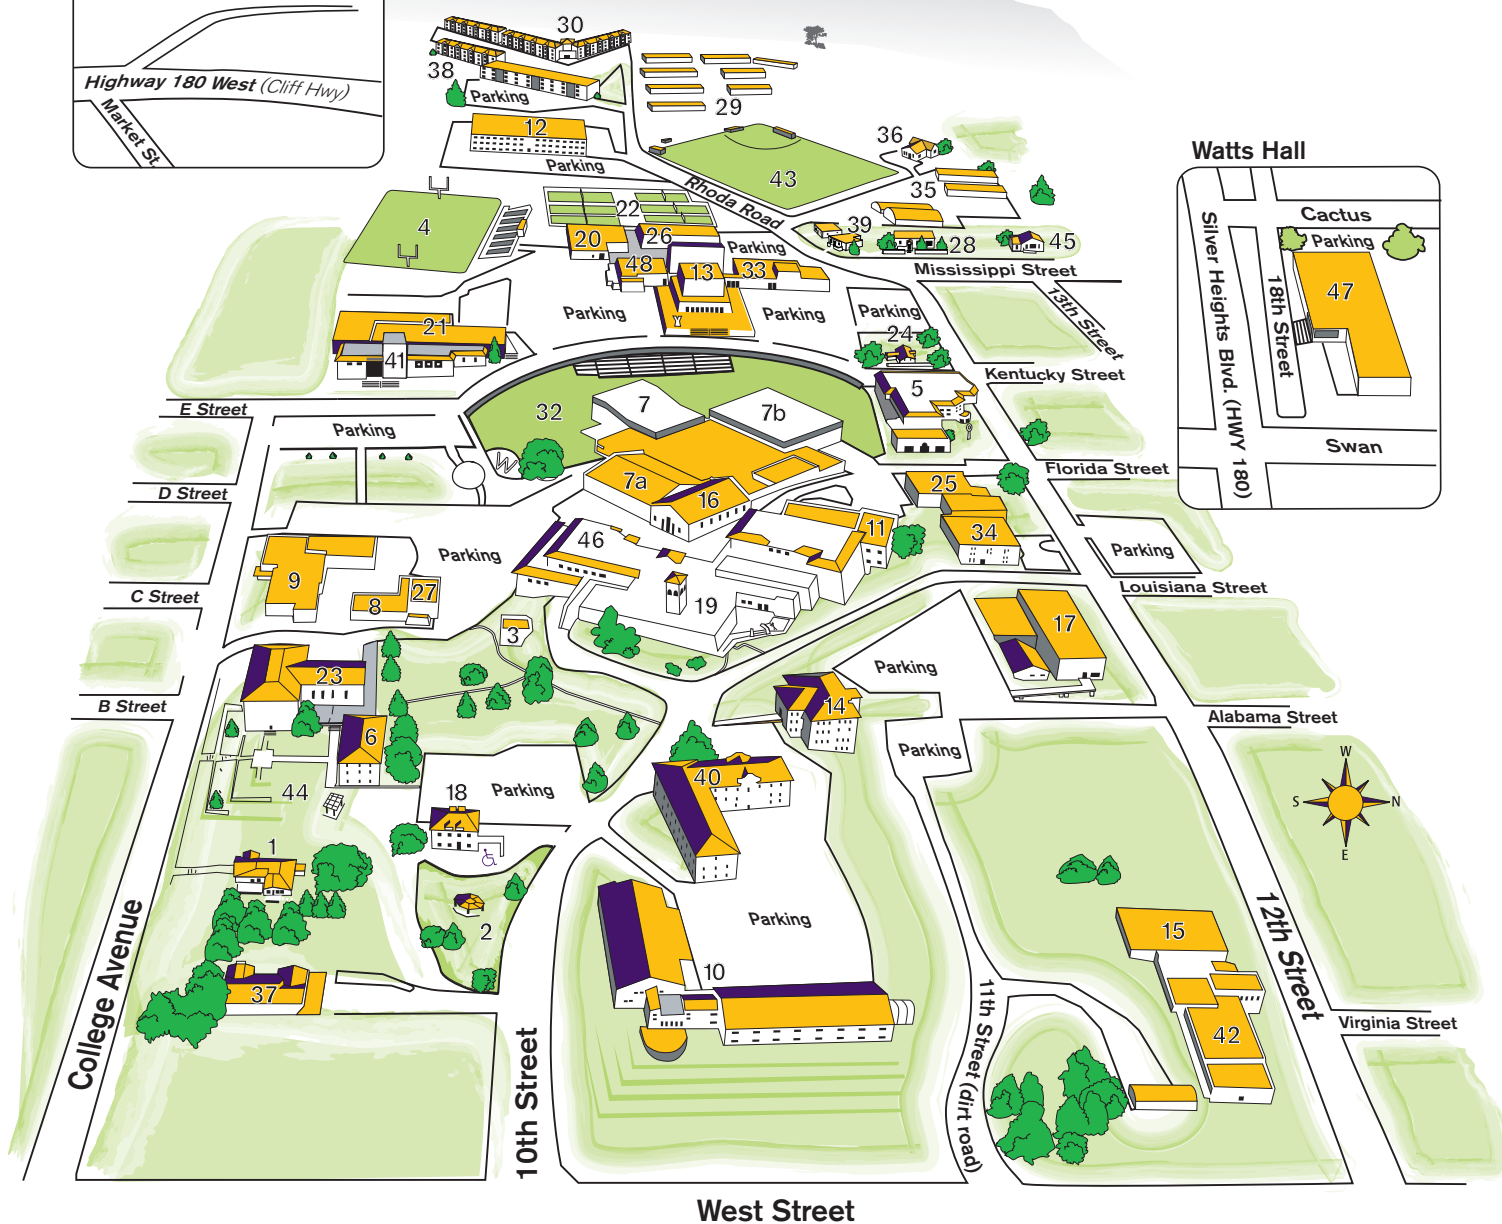 30
38
Parking
29
12
Parking
Highway 180 West (Cliff Hwy)
Market St.
36
43
35
Rhoda Road
4
22
20
26
Parking
39
28
45
48
13
33
Mississippi Street
13th Street
Parking
Parking
Parking
Y
21
41
24
Kentucky Street
5
32
7
7b
E Street
Parking
W
7a
16
25
Florida Street
D Street
11
34
46
Parking
Parking
9
8
27
C Street
Louisiana Street
3
19
17
Parking
23
14
B Street
6
Alabama Street
Parking
44
18
Parking
40
1
2
Parking
College Avenue
37
10
10th Street
11th Street (dirt road)
15
12th Street
42
Virginia Street
West Street
W
S
N
E
Watts Hall
Cactus
Parking
Silver Heights Blvd. (HWY 180)
18th Street
47
Swan